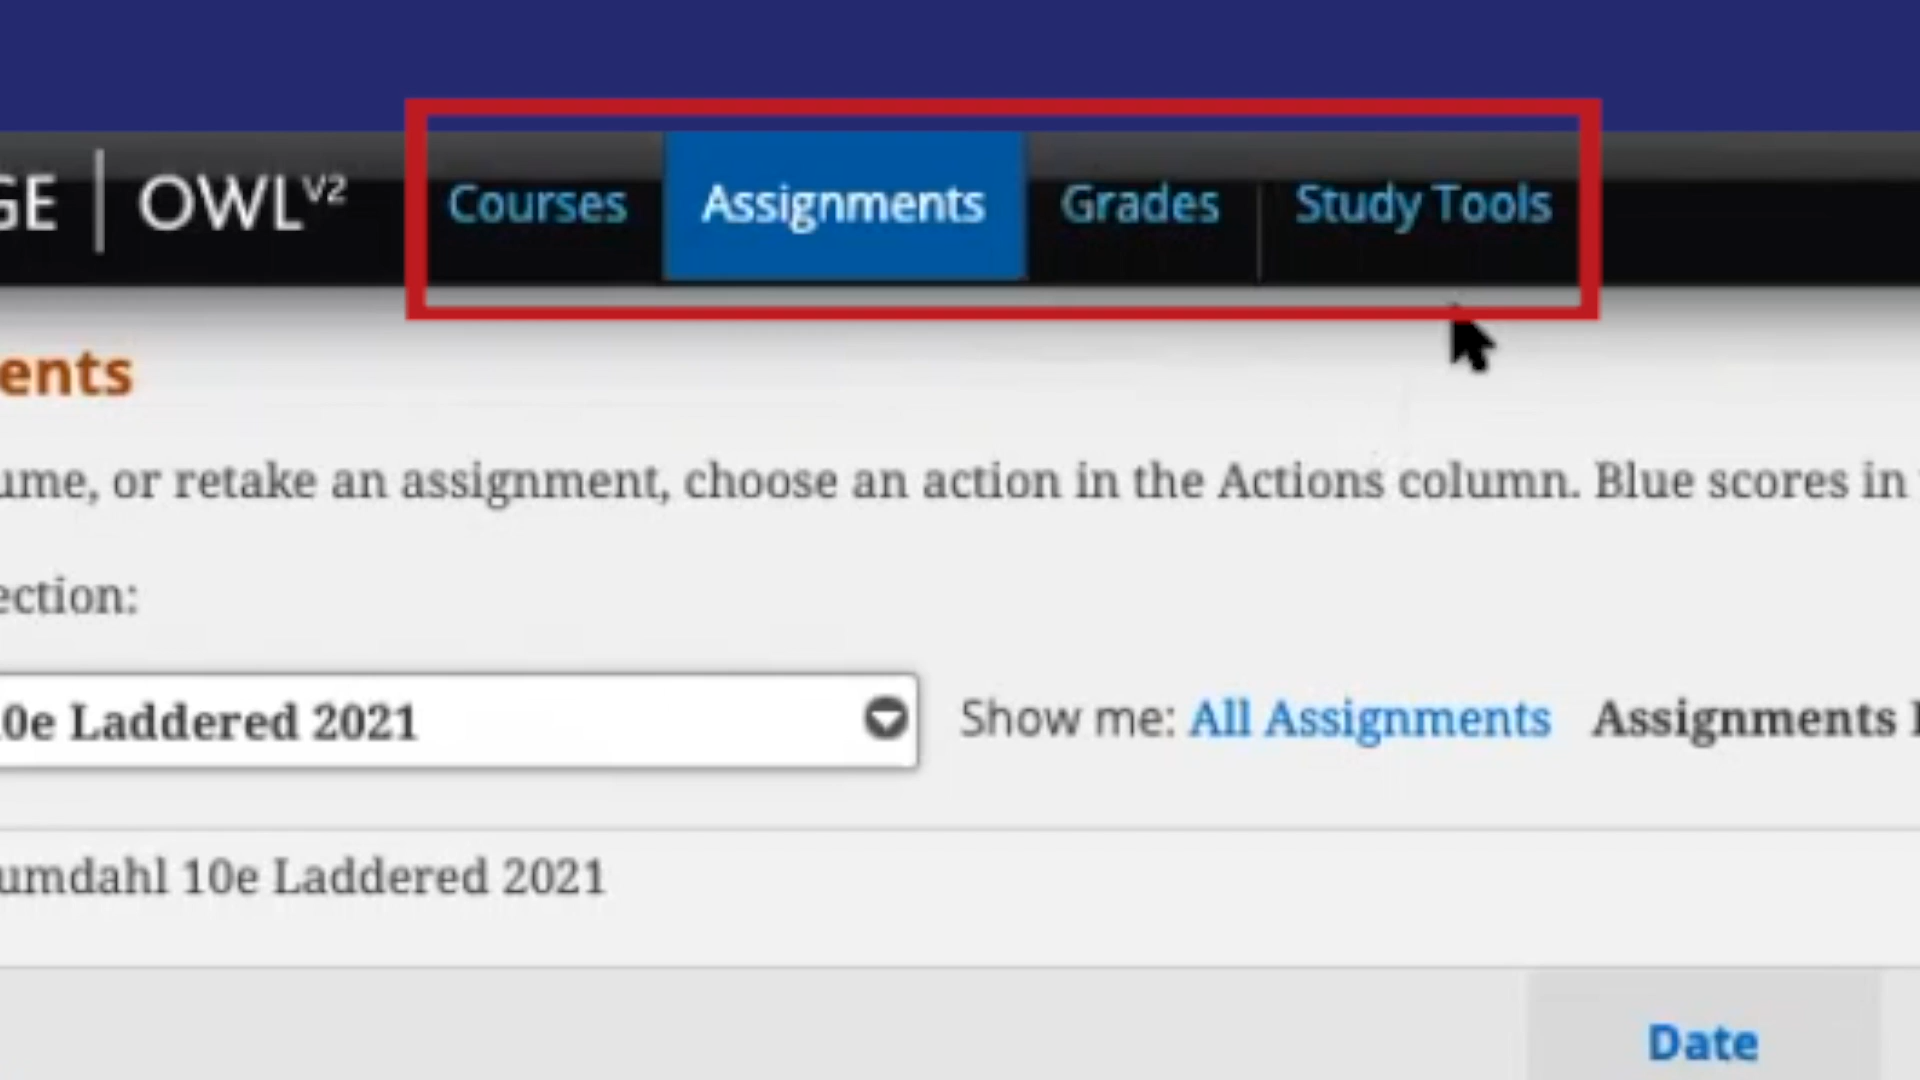 GE | OWLV2 Courses Assignments Grades Study Tools
ents
ume, or retake an assignment, choose an action in the Actions column. Blue scores in
ection:
0e Laddered 2021 Show me: All Assignments Assignments
umdahl 10e Laddered 2021
Date